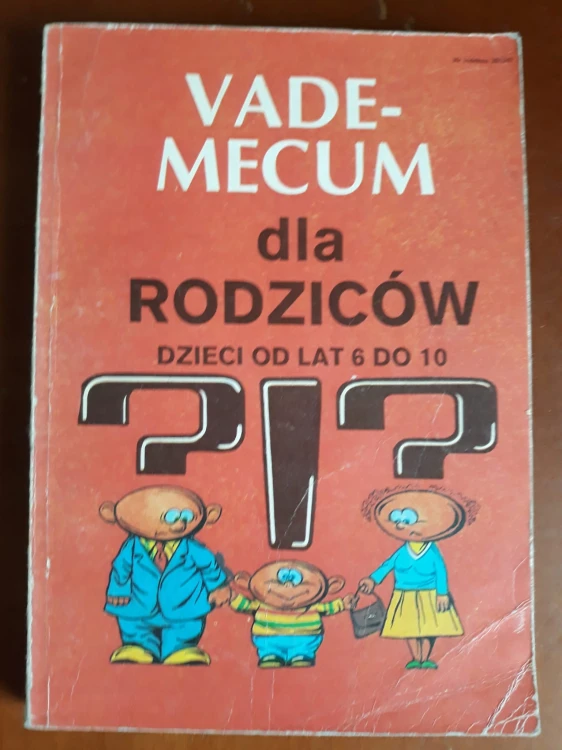 VADE-
MECUM
dla
RODZICÓW
DZIECI OD LAT 6 DO 10
?!?